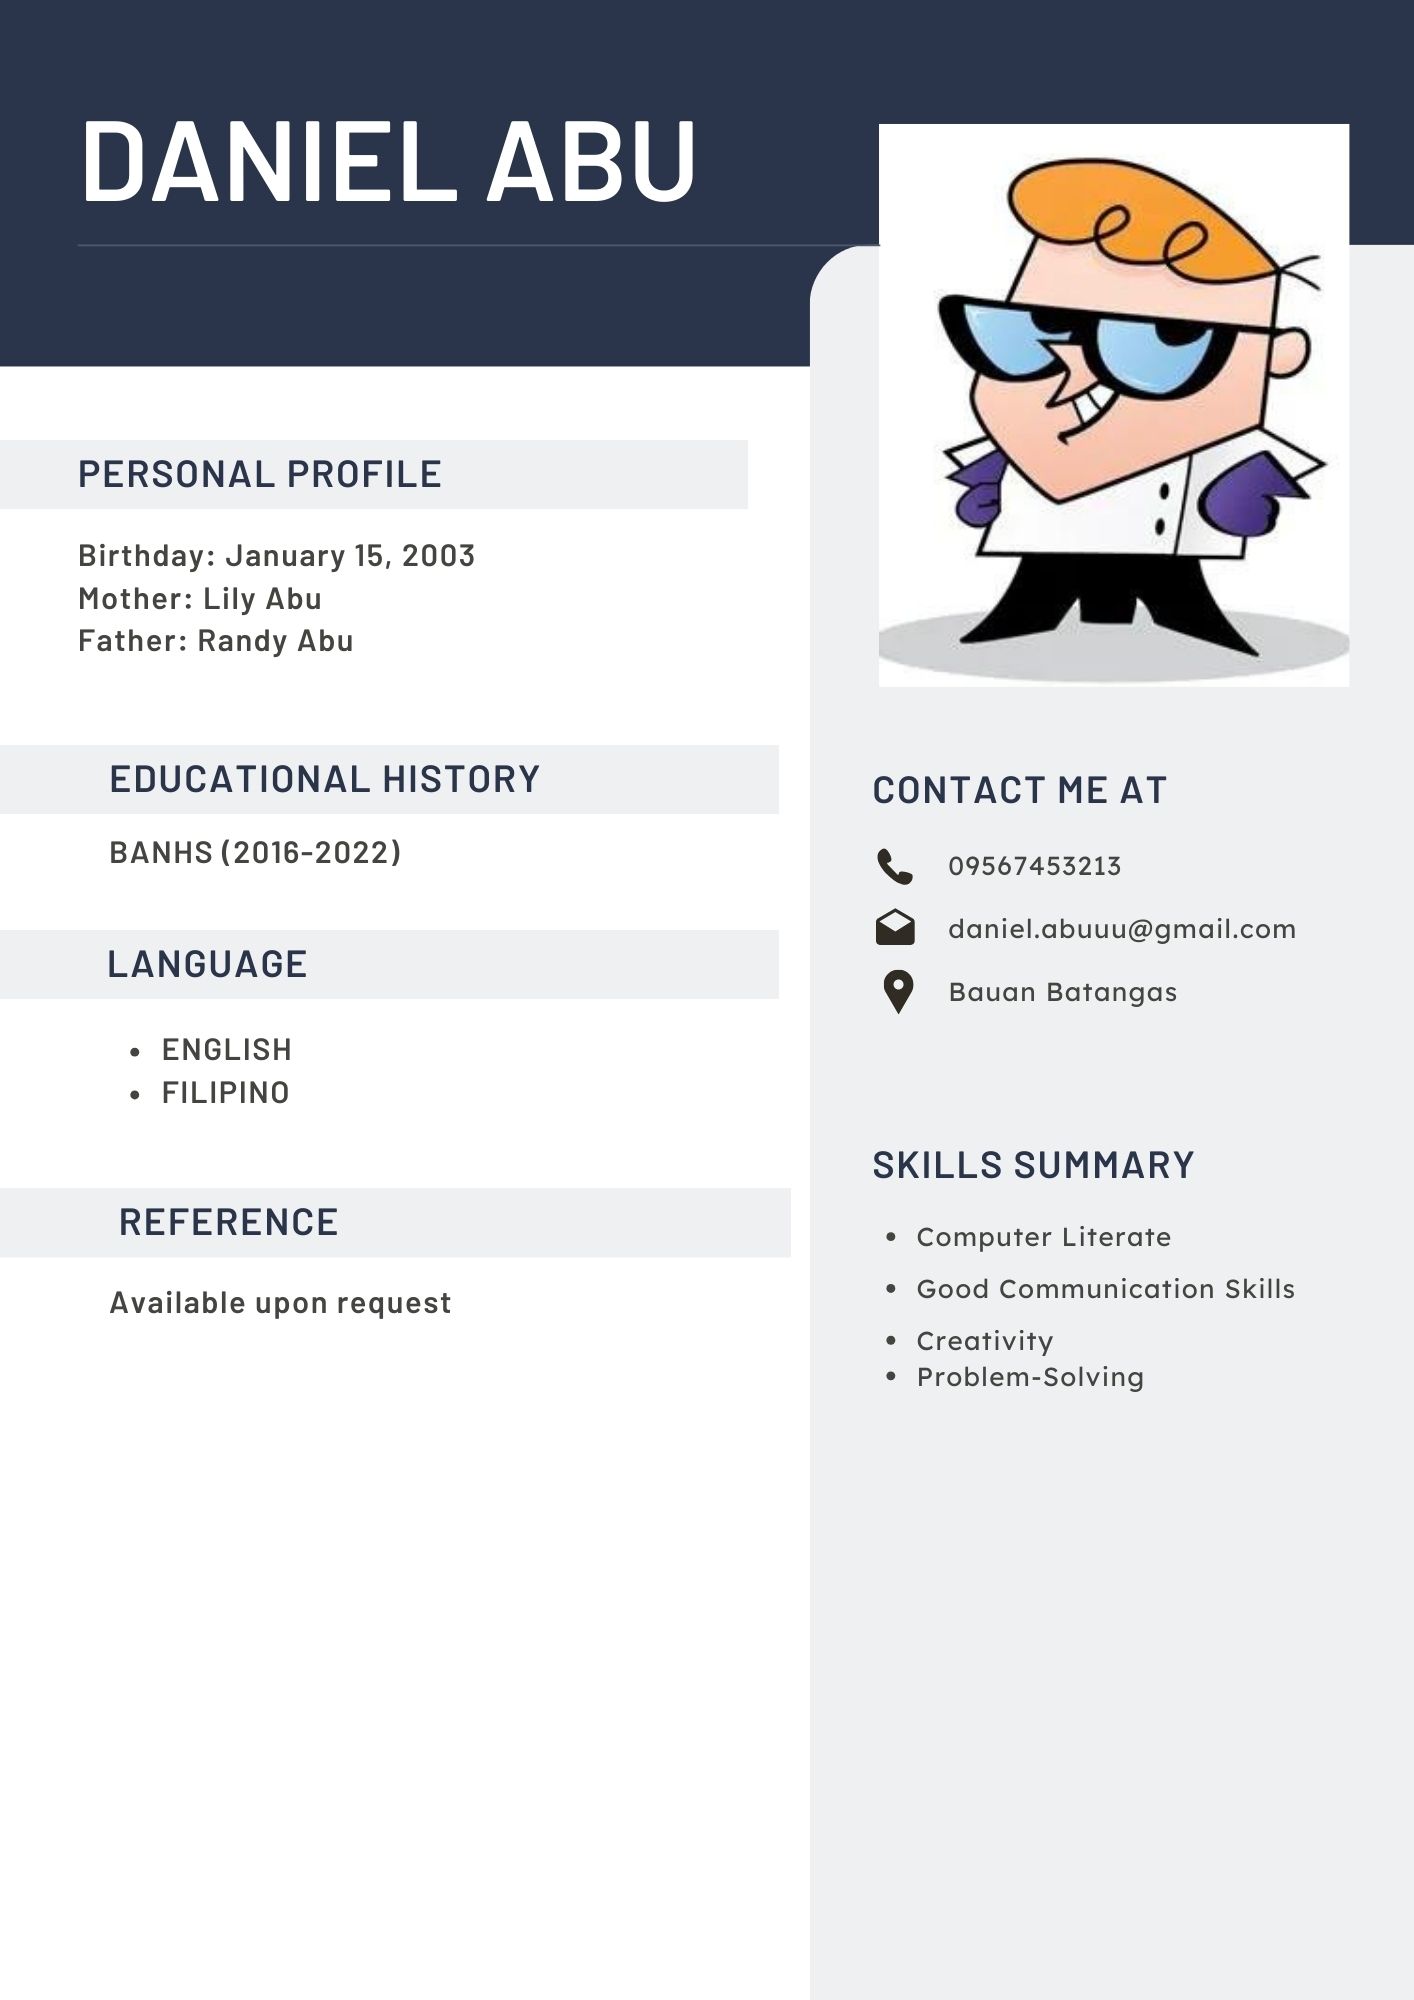 DANIEL ABU
PERSONAL PROFILE
Birthday: January 15, 2003
Mother: Lily Abu
Father: Randy Abu
EDUCATIONAL HISTORY
BANHS (2016-2022)
LANGUAGE
• ENGLISH
• FILIPINO
REFERENCE
Available upon request
CONTACT ME AT
09567453213
daniel.abuuu@gmail.com
Bauan Batangas
SKILLS SUMMARY
• Computer Literate
• Good Communication Skills
• Creativity
• Problem-Solving